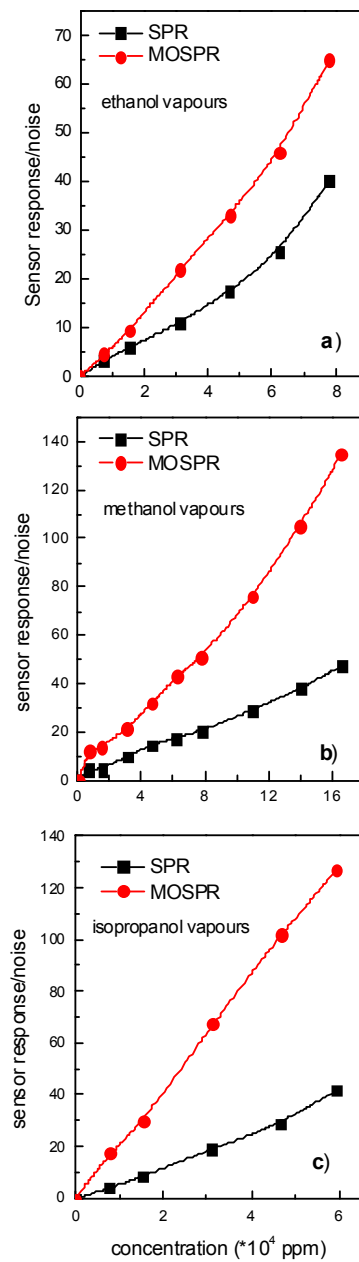 70
60
50
40
30
20
10
0
Sensor response/noise
SPR
MOSPR
ethanol vapours
a)
0 2 4 6 8
140
120
100
80
60
40
20
0
sensor response/noise
SPR
MOSPR
methanol vapours
b)
0 4 8 12 16
140
120
100
80
60
40
20
0
sensor response/noise
SPR
MOSPR
isopropanol vapours
c)
0 2 4 6
concentration (*10⁴ ppm)